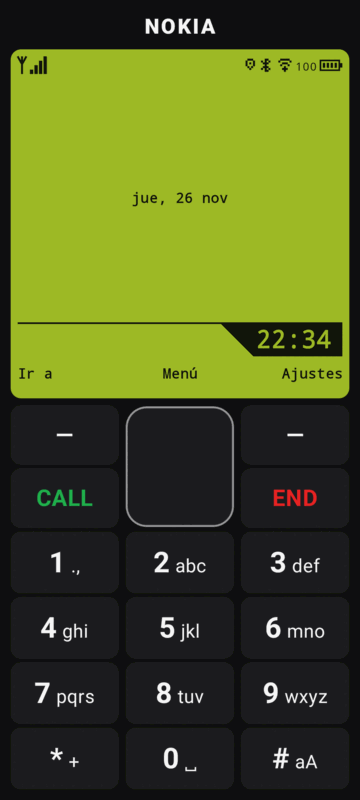 NOKIA
100
jue, 26 nov
22:34
Ir a Menú Ajustes
– –
CALL END
1 ., 2 abc 3 def
4 ghi 5 jkl 6 mno
7 pqrs 8 tuv 9 wxyz
* + 0 ⎵ # aA